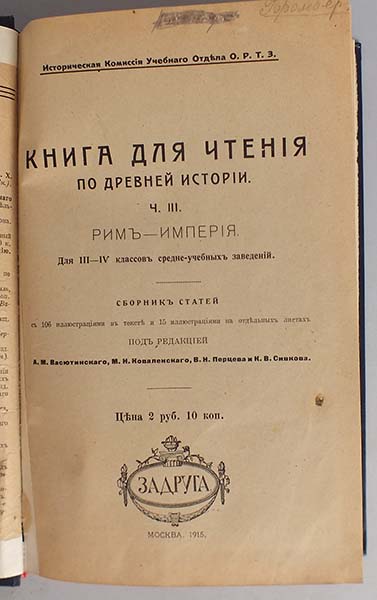 Историческая Комиссія Учебнаго Отдѣла О. Р. Т. З.
КНИГА ДЛЯ ЧТЕНІЯ
ПО ДРЕВНЕЙ ИСТОРІИ.
Ч. III.
РИМЪ—ИМПЕРІЯ.
Для III—IV классовъ средне-учебныхъ заведеній.
СБОРНИКЪ СТАТЕЙ
съ 106 иллюстраціями въ текстѣ и 15 иллюстраціями на отдѣльныхъ листахъ
ПОДЪ РЕДАКЦІЕЙ
А. М. Васютинскаго, М. Н. Коваленскаго, В. Н. Перцева и К. В. Сивкова.
Цѣна 2 руб. 10 коп.
ЗАДРУГА
МОСКВА, 1915.